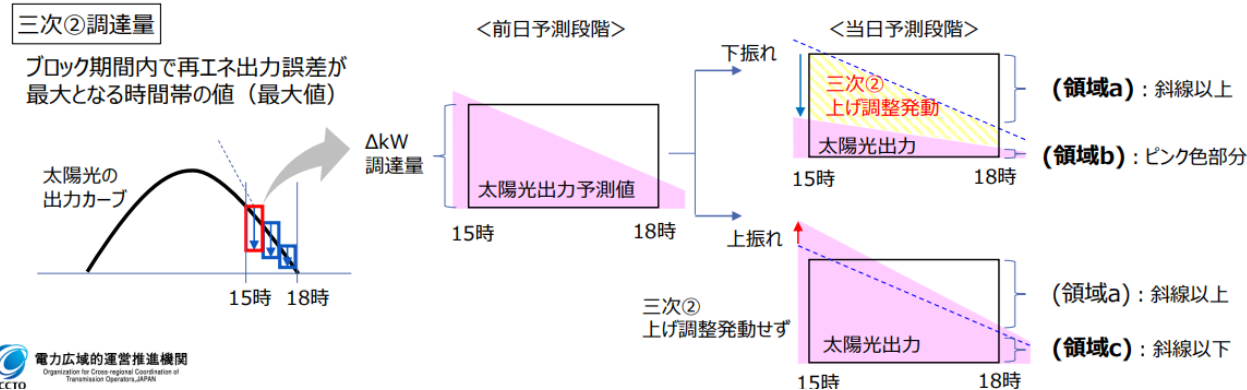 三次②調達量
ブロック期間内で再エネ出力誤差が
最大となる時間帯の値（最大値）
太陽光の
出力カーブ
15時
18時
＜前日予測段階＞
ΔkW
調達量
太陽光出力予測値
15時
18時
下振れ
上振れ
＜当日予測段階＞
三次②
上げ調整発動
太陽光出力
15時
18時
(領域a)：斜線以上
(領域b)：ピンク色部分
三次②
上げ調整発動せず
太陽光出力
15時
18時
(領域a)：斜線以上
(領域c)：斜線以下
電力広域的運営推進機関
Organization for Cross-regional Coordination of
Transmission Operators,JAPAN
CCTO